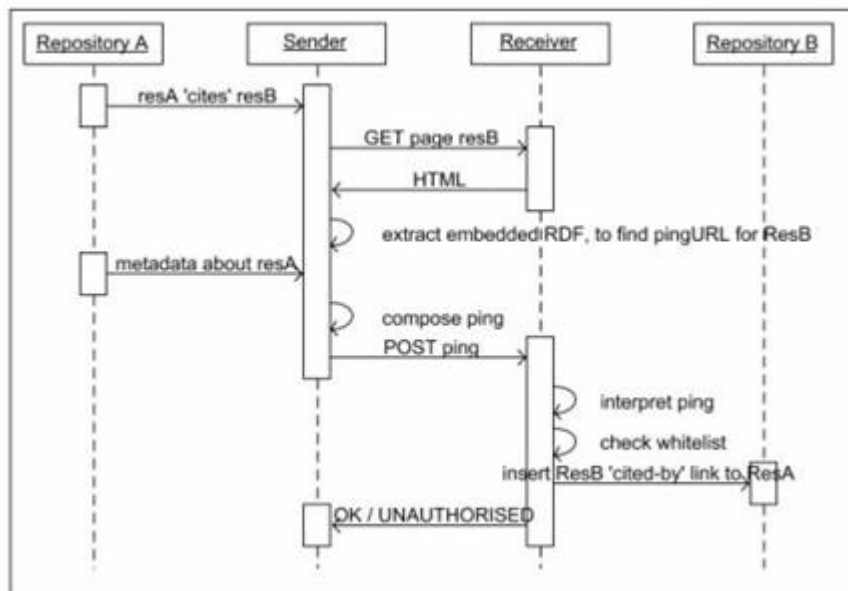 Repository A
Sender
Receiver
Repository B
resA 'cites' resB
GET page resB
HTML
extract embedded RDF, to find pingURL for ResB
metadata about resA
compose ping
POST ping
interpret ping
check whitelist
insert ResB 'cited-by' link to ResA
OK / UNAUTHORISED